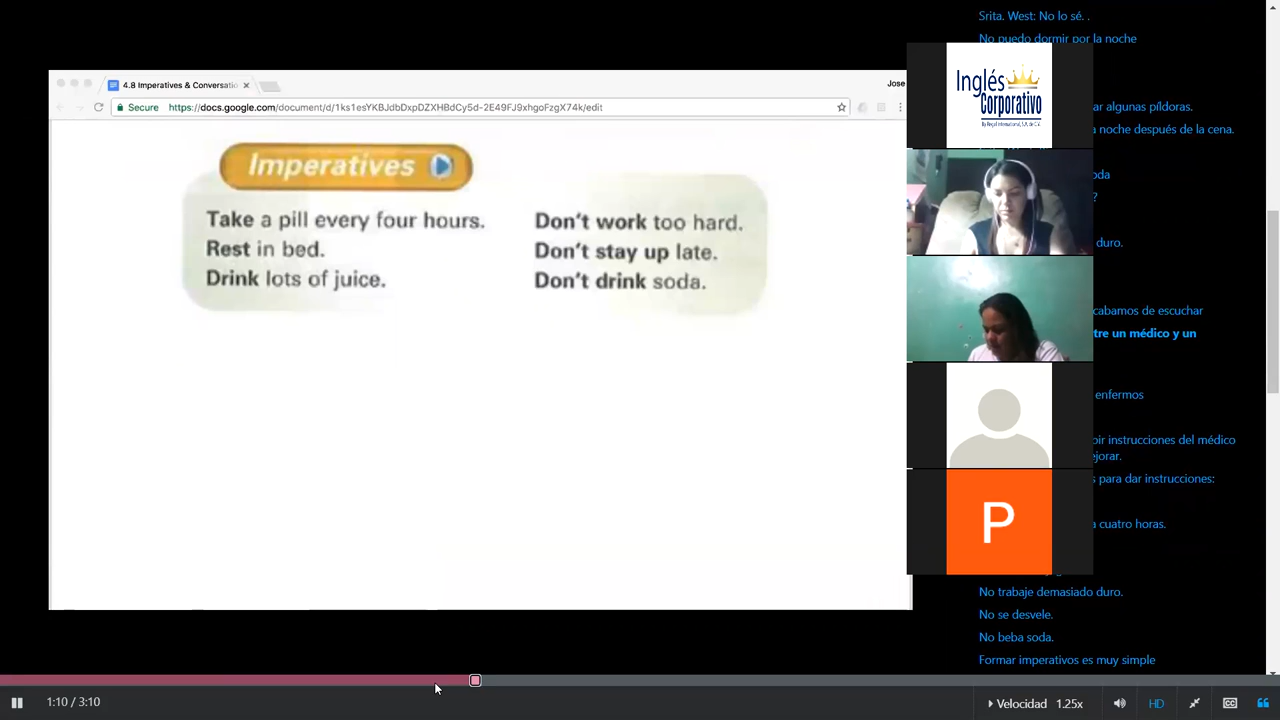 Srita. West: No lo sé. .
No puedo dormir por la noche
4.8 Imperatives & Conversatio
Jose
Secure
https://docs.google.com/document/d/1ks1esYKBJdbDxpDZXHBdCy5d-2E49FJ9xhgoFzgX74k/edit
Imperatives
Take a pill every four hours.
Rest in bed.
Drink lots of juice.
Don't work too hard.
Don't stay up late.
Don't drink soda.
Inglés
Corporativo
ar algunas píldoras.
a noche después de la cena.
oda
?
duro.
cabamos de escuchar
tre un médico y un
enfermos
bir instrucciones del médico
ejorar.
s para dar instrucciones:
a cuatro horas.
P
No trabaje demasiado duro.
No se desvele.
No beba soda.
Formar imperativos es muy simple
1:10 / 3:10
Velocidad 1.25x
HD
CC